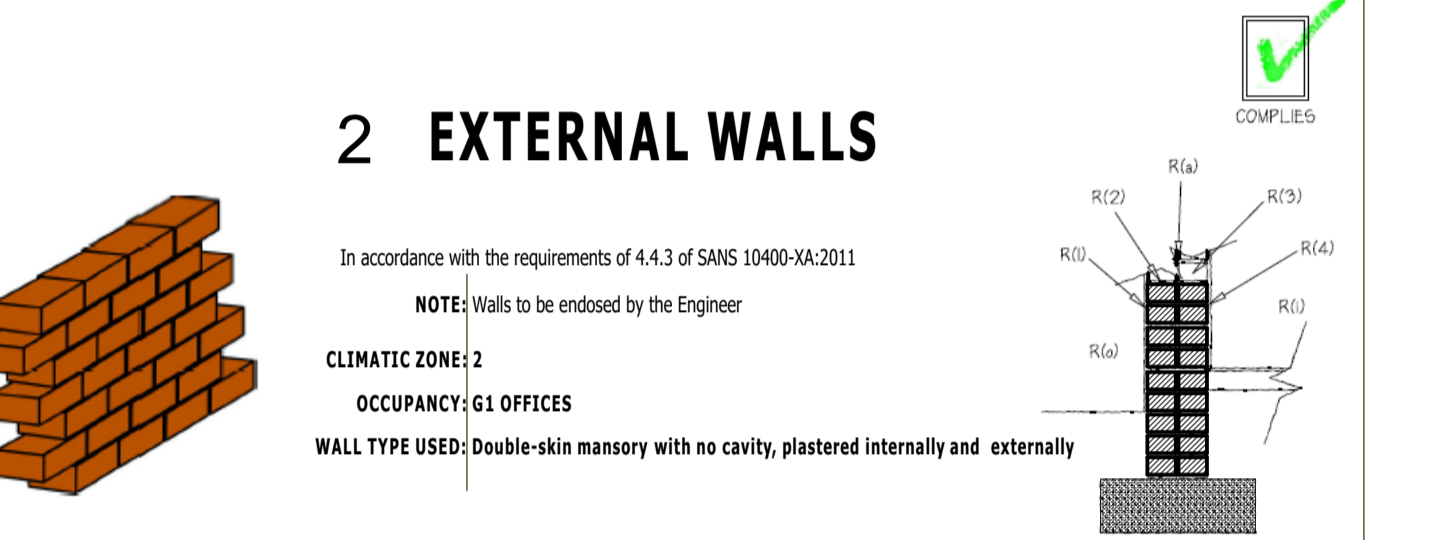 COMPLIES
2 EXTERNAL WALLS
R(a)
R(2)
R(3)
R(1)
R(4)
R(i)
R(o)
In accordance with the requirements of 4.4.3 of SANS 10400-XA:2011
NOTE: Walls to be endosed by the Engineer
CLIMATIC ZONE: 2
OCCUPANCY: G1 OFFICES
WALL TYPE USED: Double-skin mansory with no cavity, plastered internally and externally